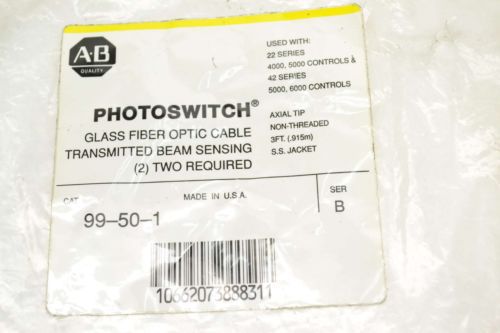 A-B
QUALITY
USED WITH:
22 SERIES
4000, 5000 CONTROLS &
42 SERIES
5000, 6000 CONTROLS
PHOTOSWITCH®
GLASS FIBER OPTIC CABLE
TRANSMITTED BEAM SENSING
(2) TWO REQUIRED
AXIAL TIP
NON-THREADED
3FT. (.915m)
S.S. JACKET
CAT.
MADE IN U.S.A.
SER
99-50-1
B
10662073888311